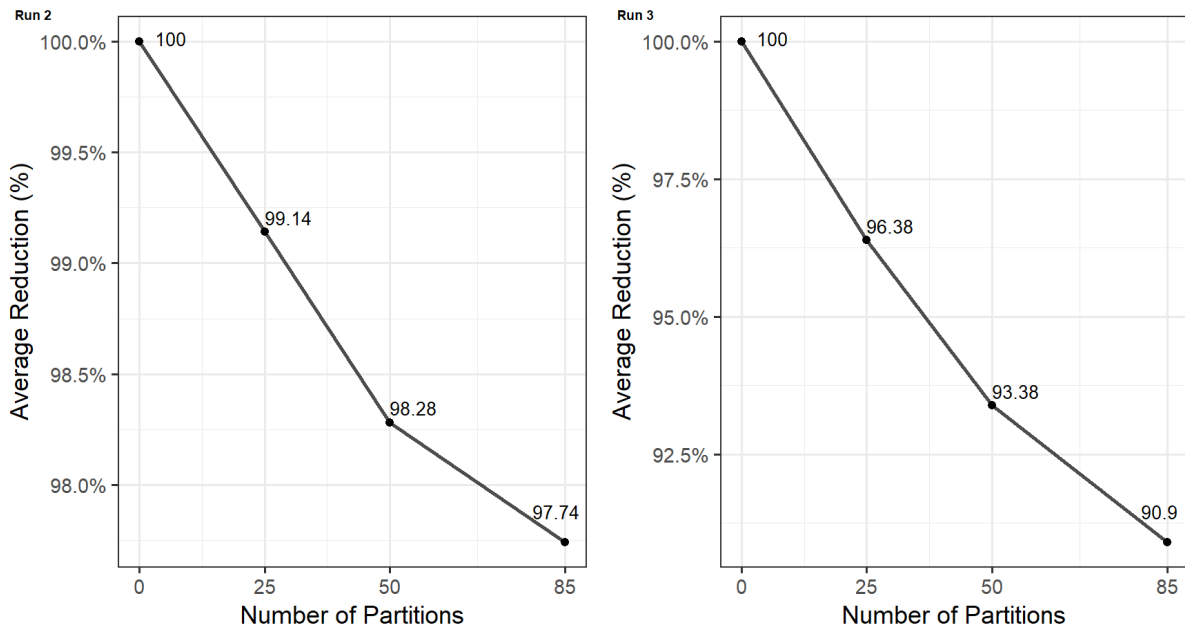 Run 2
100.0%
99.5%
99.0%
98.5%
98.0%
Average Reduction (%)
100
99.14
98.28
97.74
0 25 50 85
Number of Partitions
Run 3
100.0%
97.5%
95.0%
92.5%
Average Reduction (%)
100
96.38
93.38
90.9
0 25 50 85
Number of Partitions